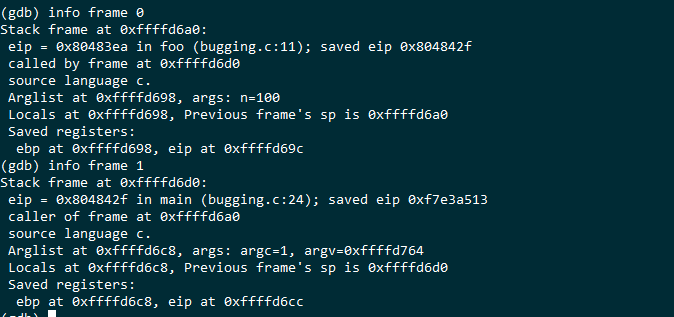 (gdb) info frame 0
Stack frame at 0xffffd6a0:
 eip = 0x80483ea in foo (bugging.c:11); saved eip 0x804842f
 called by frame at 0xffffd6d0
 source language c.
 Arglist at 0xffffd698, args: n=100
 Locals at 0xffffd698, Previous frame's sp is 0xffffd6a0
 Saved registers:
  ebp at 0xffffd698, eip at 0xffffd69c
(gdb) info frame 1
Stack frame at 0xffffd6d0:
 eip = 0x804842f in main (bugging.c:24); saved eip 0xf7e3a513
 caller of frame at 0xffffd6a0
 source language c.
 Arglist at 0xffffd6c8, args: argc=1, argv=0xffffd764
 Locals at 0xffffd6c8, Previous frame's sp is 0xffffd6d0
 Saved registers:
  ebp at 0xffffd6c8, eip at 0xffffd6cc
(gdb)